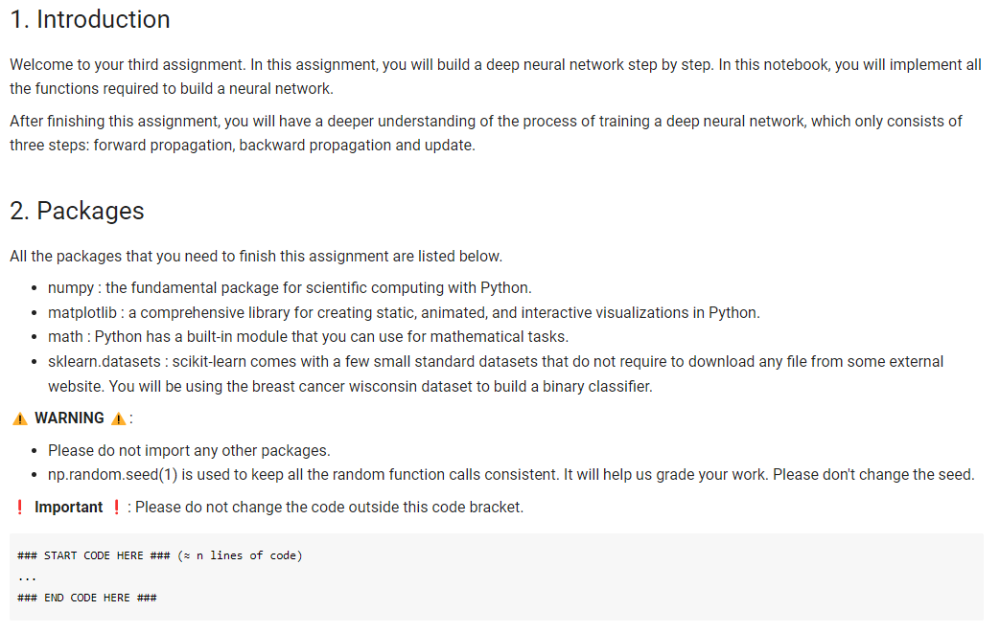 1. Introduction
Welcome to your third assignment. In this assignment, you will build a deep neural network step by step. In this notebook, you will implement all
the functions required to build a neural network.
After finishing this assignment, you will have a deeper understanding of the process of training a deep neural network, which only consists of
three steps: forward propagation, backward propagation and update.
2. Packages
All the packages that you need to finish this assignment are listed below.
• numpy : the fundamental package for scientific computing with Python.
• matplotlib : a comprehensive library for creating static, animated, and interactive visualizations in Python.
• math : Python has a built-in module that you can use for mathematical tasks.
• sklearn.datasets : scikit-learn comes with a few small standard datasets that do not require to download any file from some external
website. You will be using the breast cancer wisconsin dataset to build a binary classifier.
⚠️ WARNING ⚠️ :
• Please do not import any other packages.
• np.random.seed(1) is used to keep all the random function calls consistent. It will help us grade your work. Please don't change the seed.
❗ Important ❗ : Please do not change the code outside this code bracket.
### START CODE HERE ### (≈ n lines of code)
...
### END CODE HERE ###